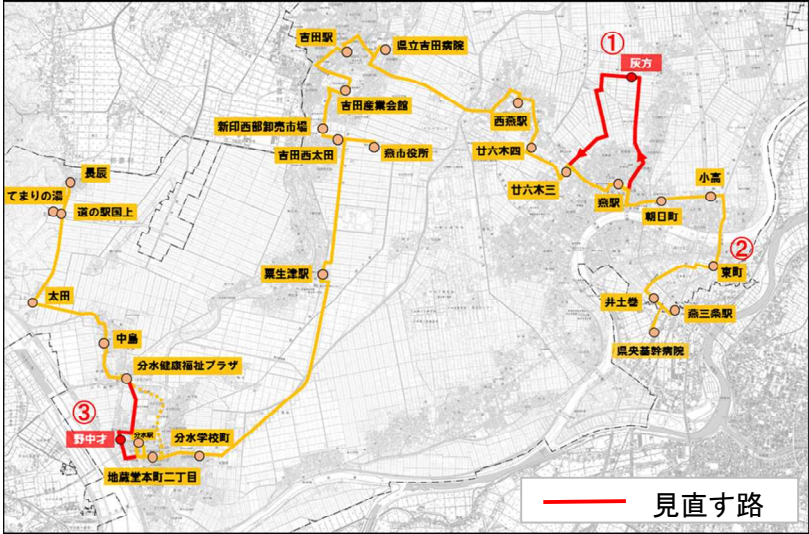 吉田駅
県立吉田病院
①
灰方
吉田産業会館
西燕駅
新印西部卸売市場
吉田西太田
燕市役所
廿六木四
長辰
廿六木三
燕駅
小高
てまりの湯
道の駅国上
朝日町
②
粟生津駅
東町
太田
井土巻
燕三条駅
中島
県央基幹病院
分水健康福祉プラザ
③
野中才
分水駅
分水学校町
地蔵堂本町二丁目
見直す路